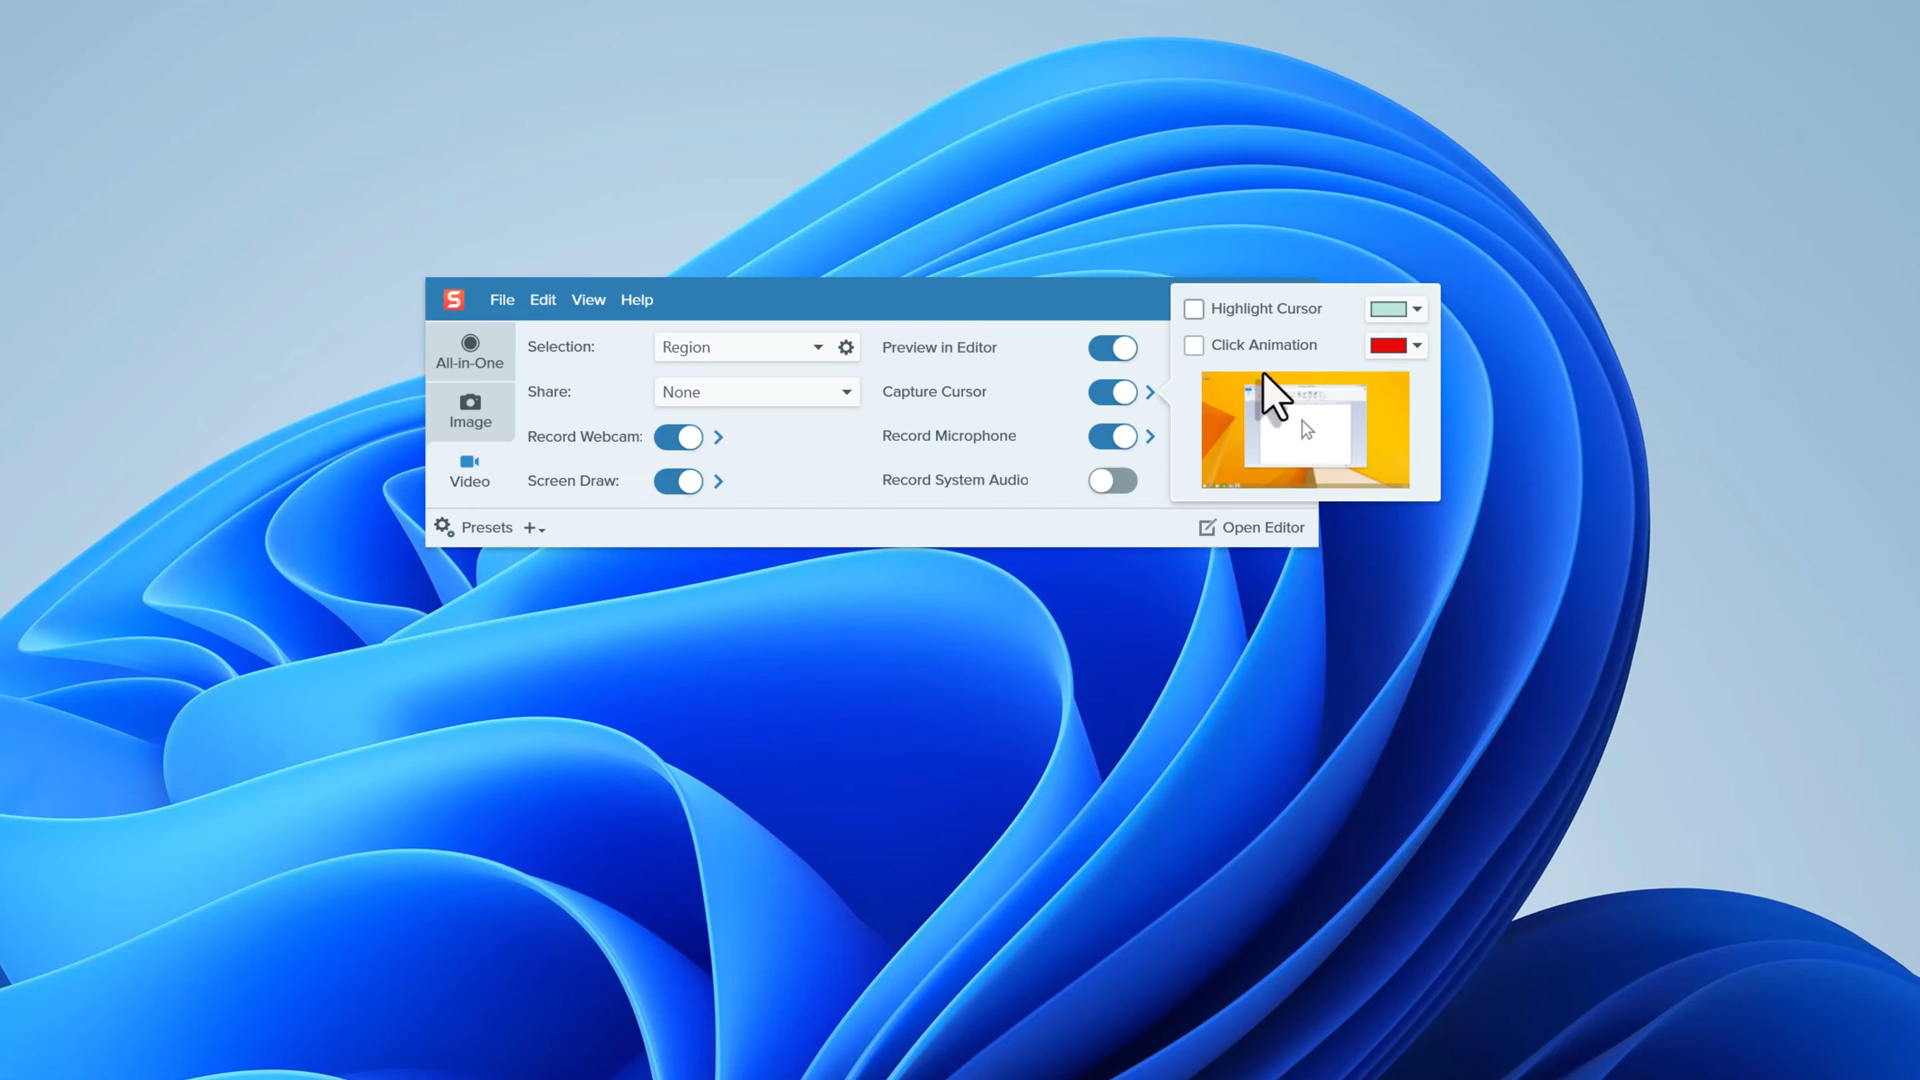 S File Edit View Help
All-in-One
Image
Video
Selection: Region
Share: None
Record Webcam:
Screen Draw:
Preview in Editor
Capture Cursor
Record Microphone
Record System Audio
Highlight Cursor
Click Animation
Presets +
Open Editor